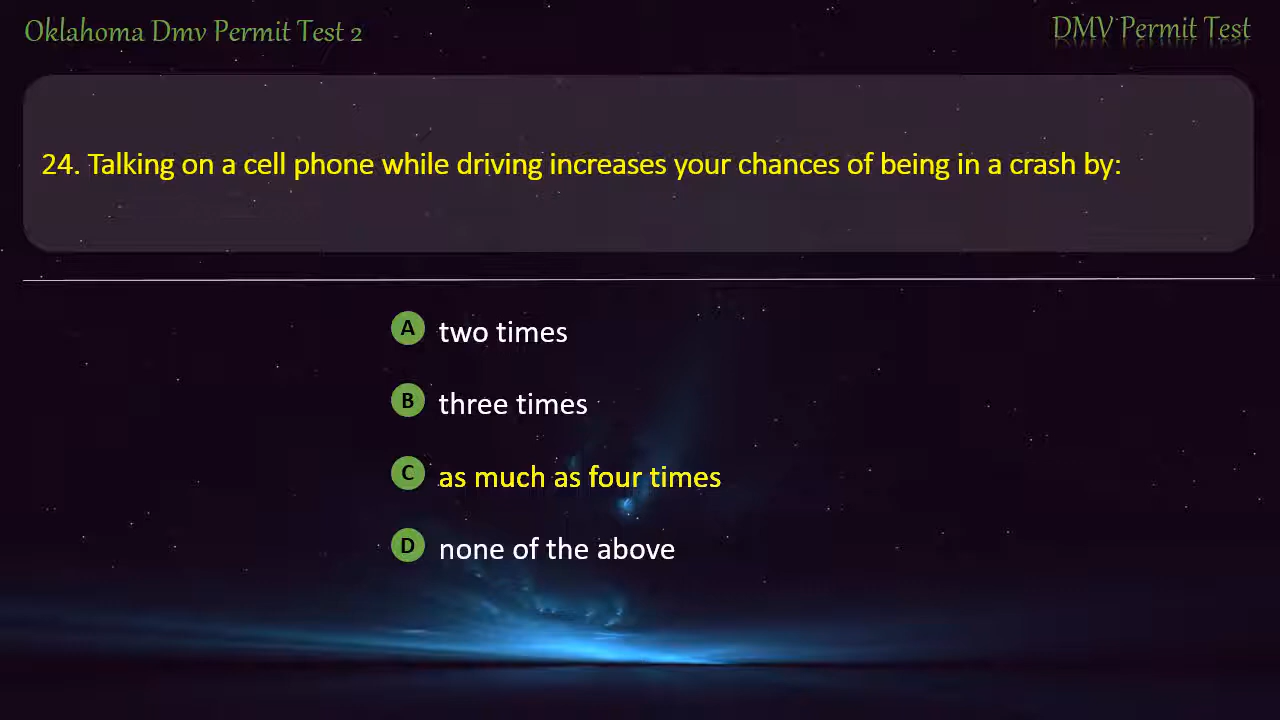 Oklahoma Dmv Permit Test 2
DMV Permit Test
24. Talking on a cell phone while driving increases your chances of being in a crash by:
A two times
B three times
C as much as four times
D none of the above